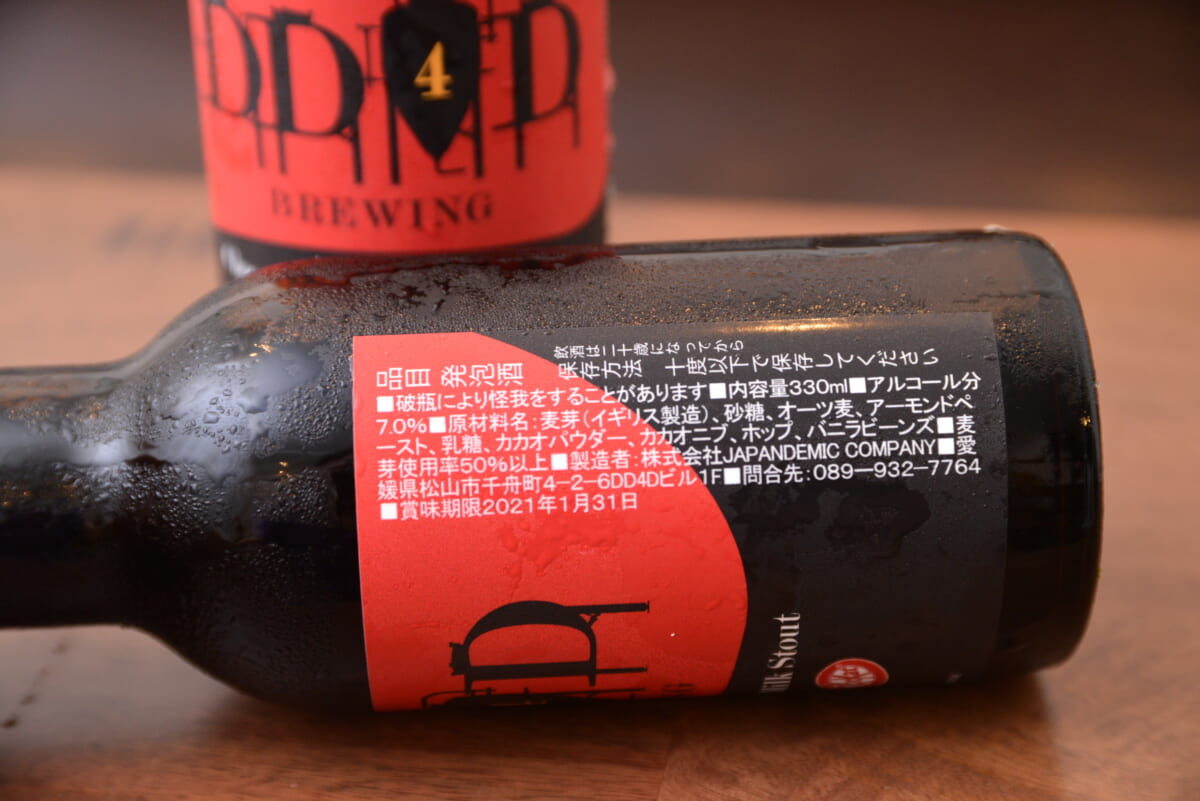 DD4D
BREWING
品目 発泡酒
飲酒は二十歳になってから
保存方法 十度以下で保存してください
■破瓶により怪我をすることがあります■内容量330ml■アルコール分
7.0%■原材料名:麦芽(イギリス製造)、砂糖、オーツ麦、アーモンドペ
ースト、乳糖、カカオパウダー、カカオニブ、ホップ、バニラビーンズ■麦
芽使用率50%以上■製造者:株式会社JAPANDEMIC COMPANY■愛
媛県松山市千舟町4-2-6DD4Dビル1F■問合先:089-932-7764
■賞味期限2021年1月31日
D
Milk Stout